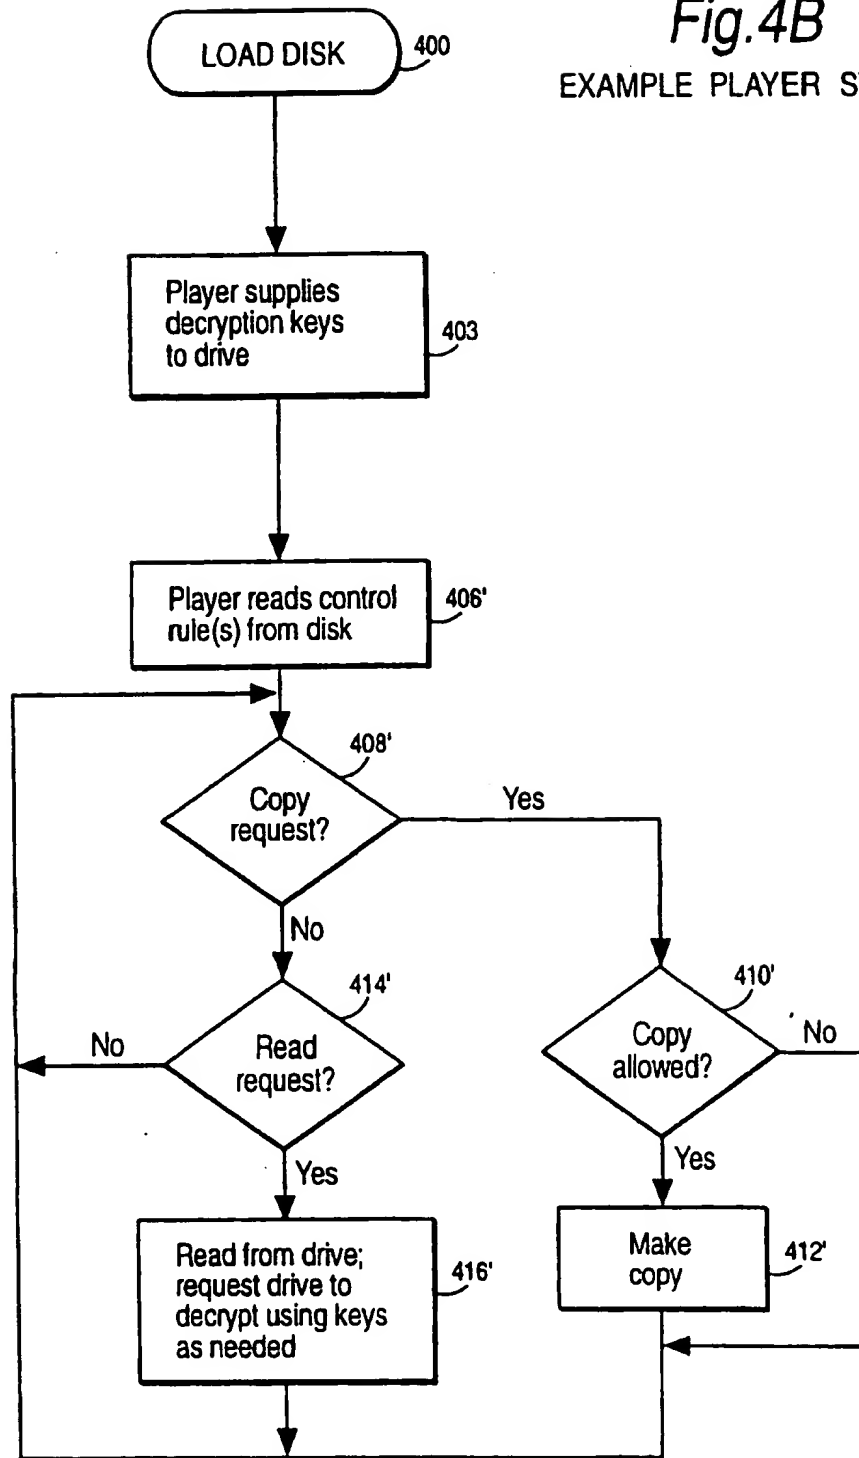 Fig.4B
EXAMPLE PLAYER
LOAD DISK
400
Player supplies
decryption keys
to drive
403
Player reads control
rule(s) from disk
406'
408'
Copy
request?
Yes
No
414'
Read
request?
No
Yes
410'
Copy
allowed?
No
Yes
Read from drive;
request drive to
decrypt using keys
as needed
416'
Make
copy
412'